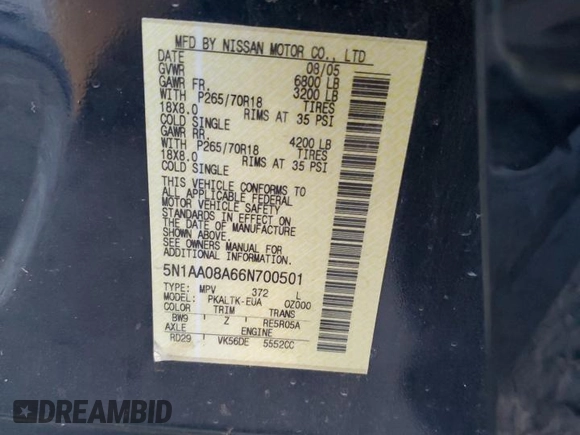 MFD BY NISSAN MOTOR CO., LTD
DATE 08/05
GVWR 6800 LB
GAWR FR. 3200 LB
WITH P265/70R18 TIRES
18X8.0 RIMS AT 35 PSI
COLD SINGLE
GAWR RR. 4200 LB
WITH P265/70R18 TIRES
18X8.0 RIMS AT 35 PSI
COLD SINGLE
THIS VEHICLE CONFORMS TO
ALL APPLICABLE FEDERAL
MOTOR VEHICLE SAFETY
STANDARDS IN EFFECT ON
THE DATE OF MANUFACTURE
SHOWN ABOVE.
SEE OWNERS MANUAL FOR
ADDITIONAL INFORMATION.
5N1AA08A66N700501
TYPE: MPV 372 L
MODEL: PKALTK-EUA 0Z000
COLOR TRIM TRANS
BW9 Z RE5R05A
AXLE ENGINE
RD29 VK56DE 5552CC
DREAMBID